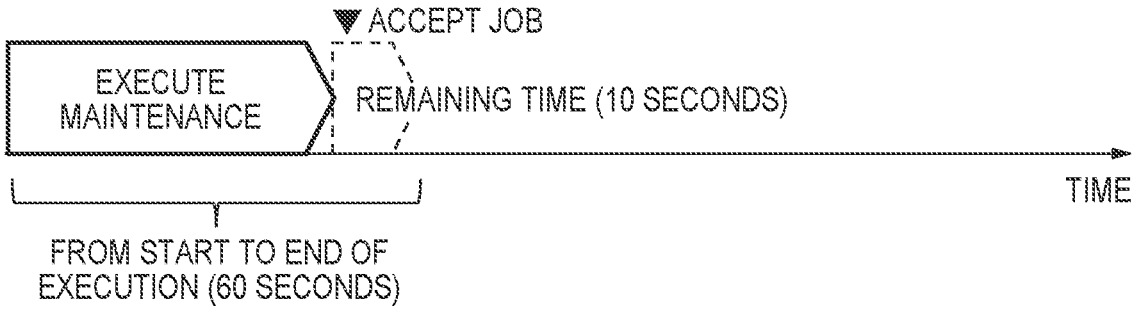 ▼ ACCEPT JOB
EXECUTE
MAINTENANCE
REMAINING TIME (10 SECONDS)
TIME
FROM START TO END OF
EXECUTION (60 SECONDS)